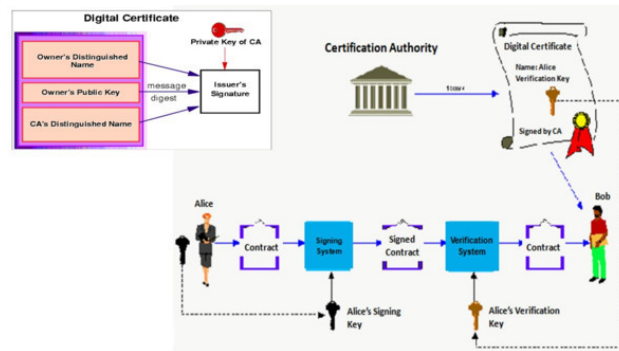 Digital Certificate
Private Key of CA
Owner's Distinguished
Name
Owner's Public Key
CA's Distinguished Name
message
digest
Issuer's
Signature
Certification Authority
Issues
Digital Certificate
Name: Alice
Verification Key
Signed by CA
Alice
Bob
Contract
Signing
System
Signed
Contract
Verification
System
Contract
Alice's Signing
Key
Alice's Verification
Key